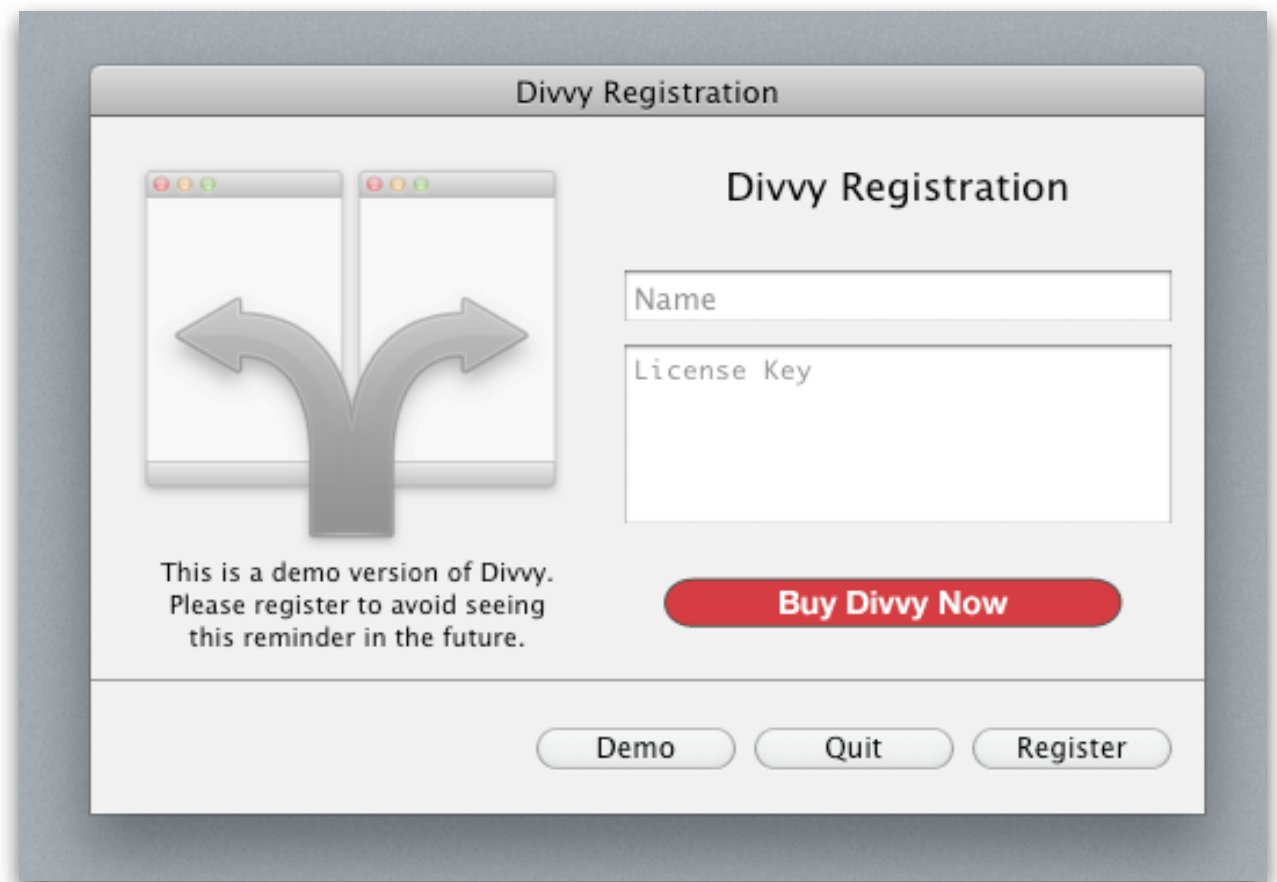 Divvy Registration
Divvy Registration
Name
License Key
This is a demo version of Divvy.
Please register to avoid seeing
this reminder in the future.
Buy Divvy Now
Demo
Quit
Register